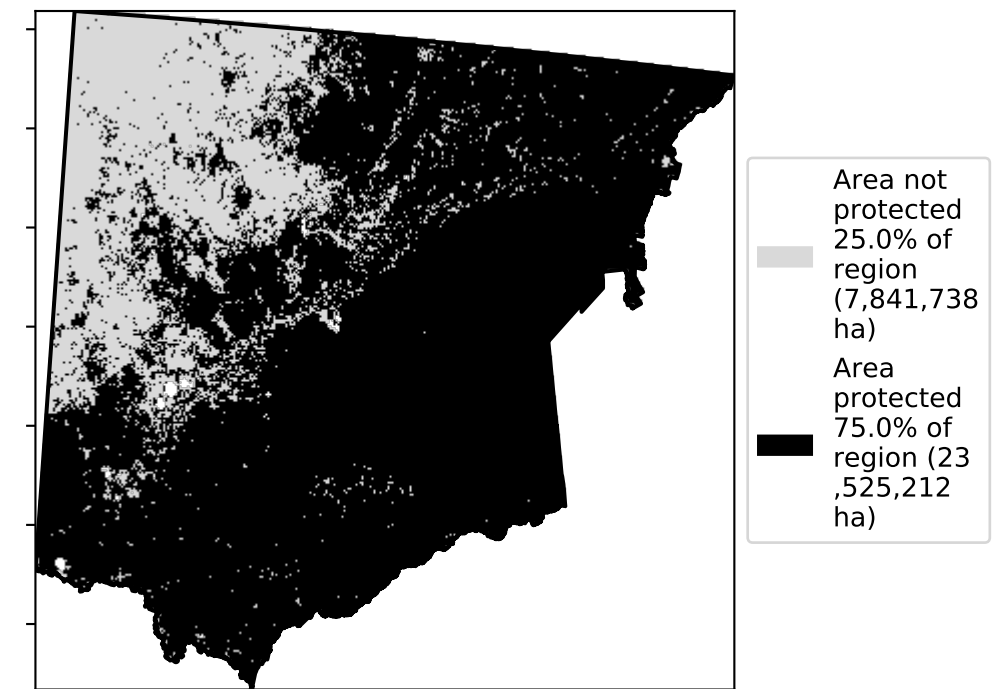 Area not
protected
25.0% of
region
(7,841,738
ha)
Area
protected
75.0% of
region (23
,525,212
ha)